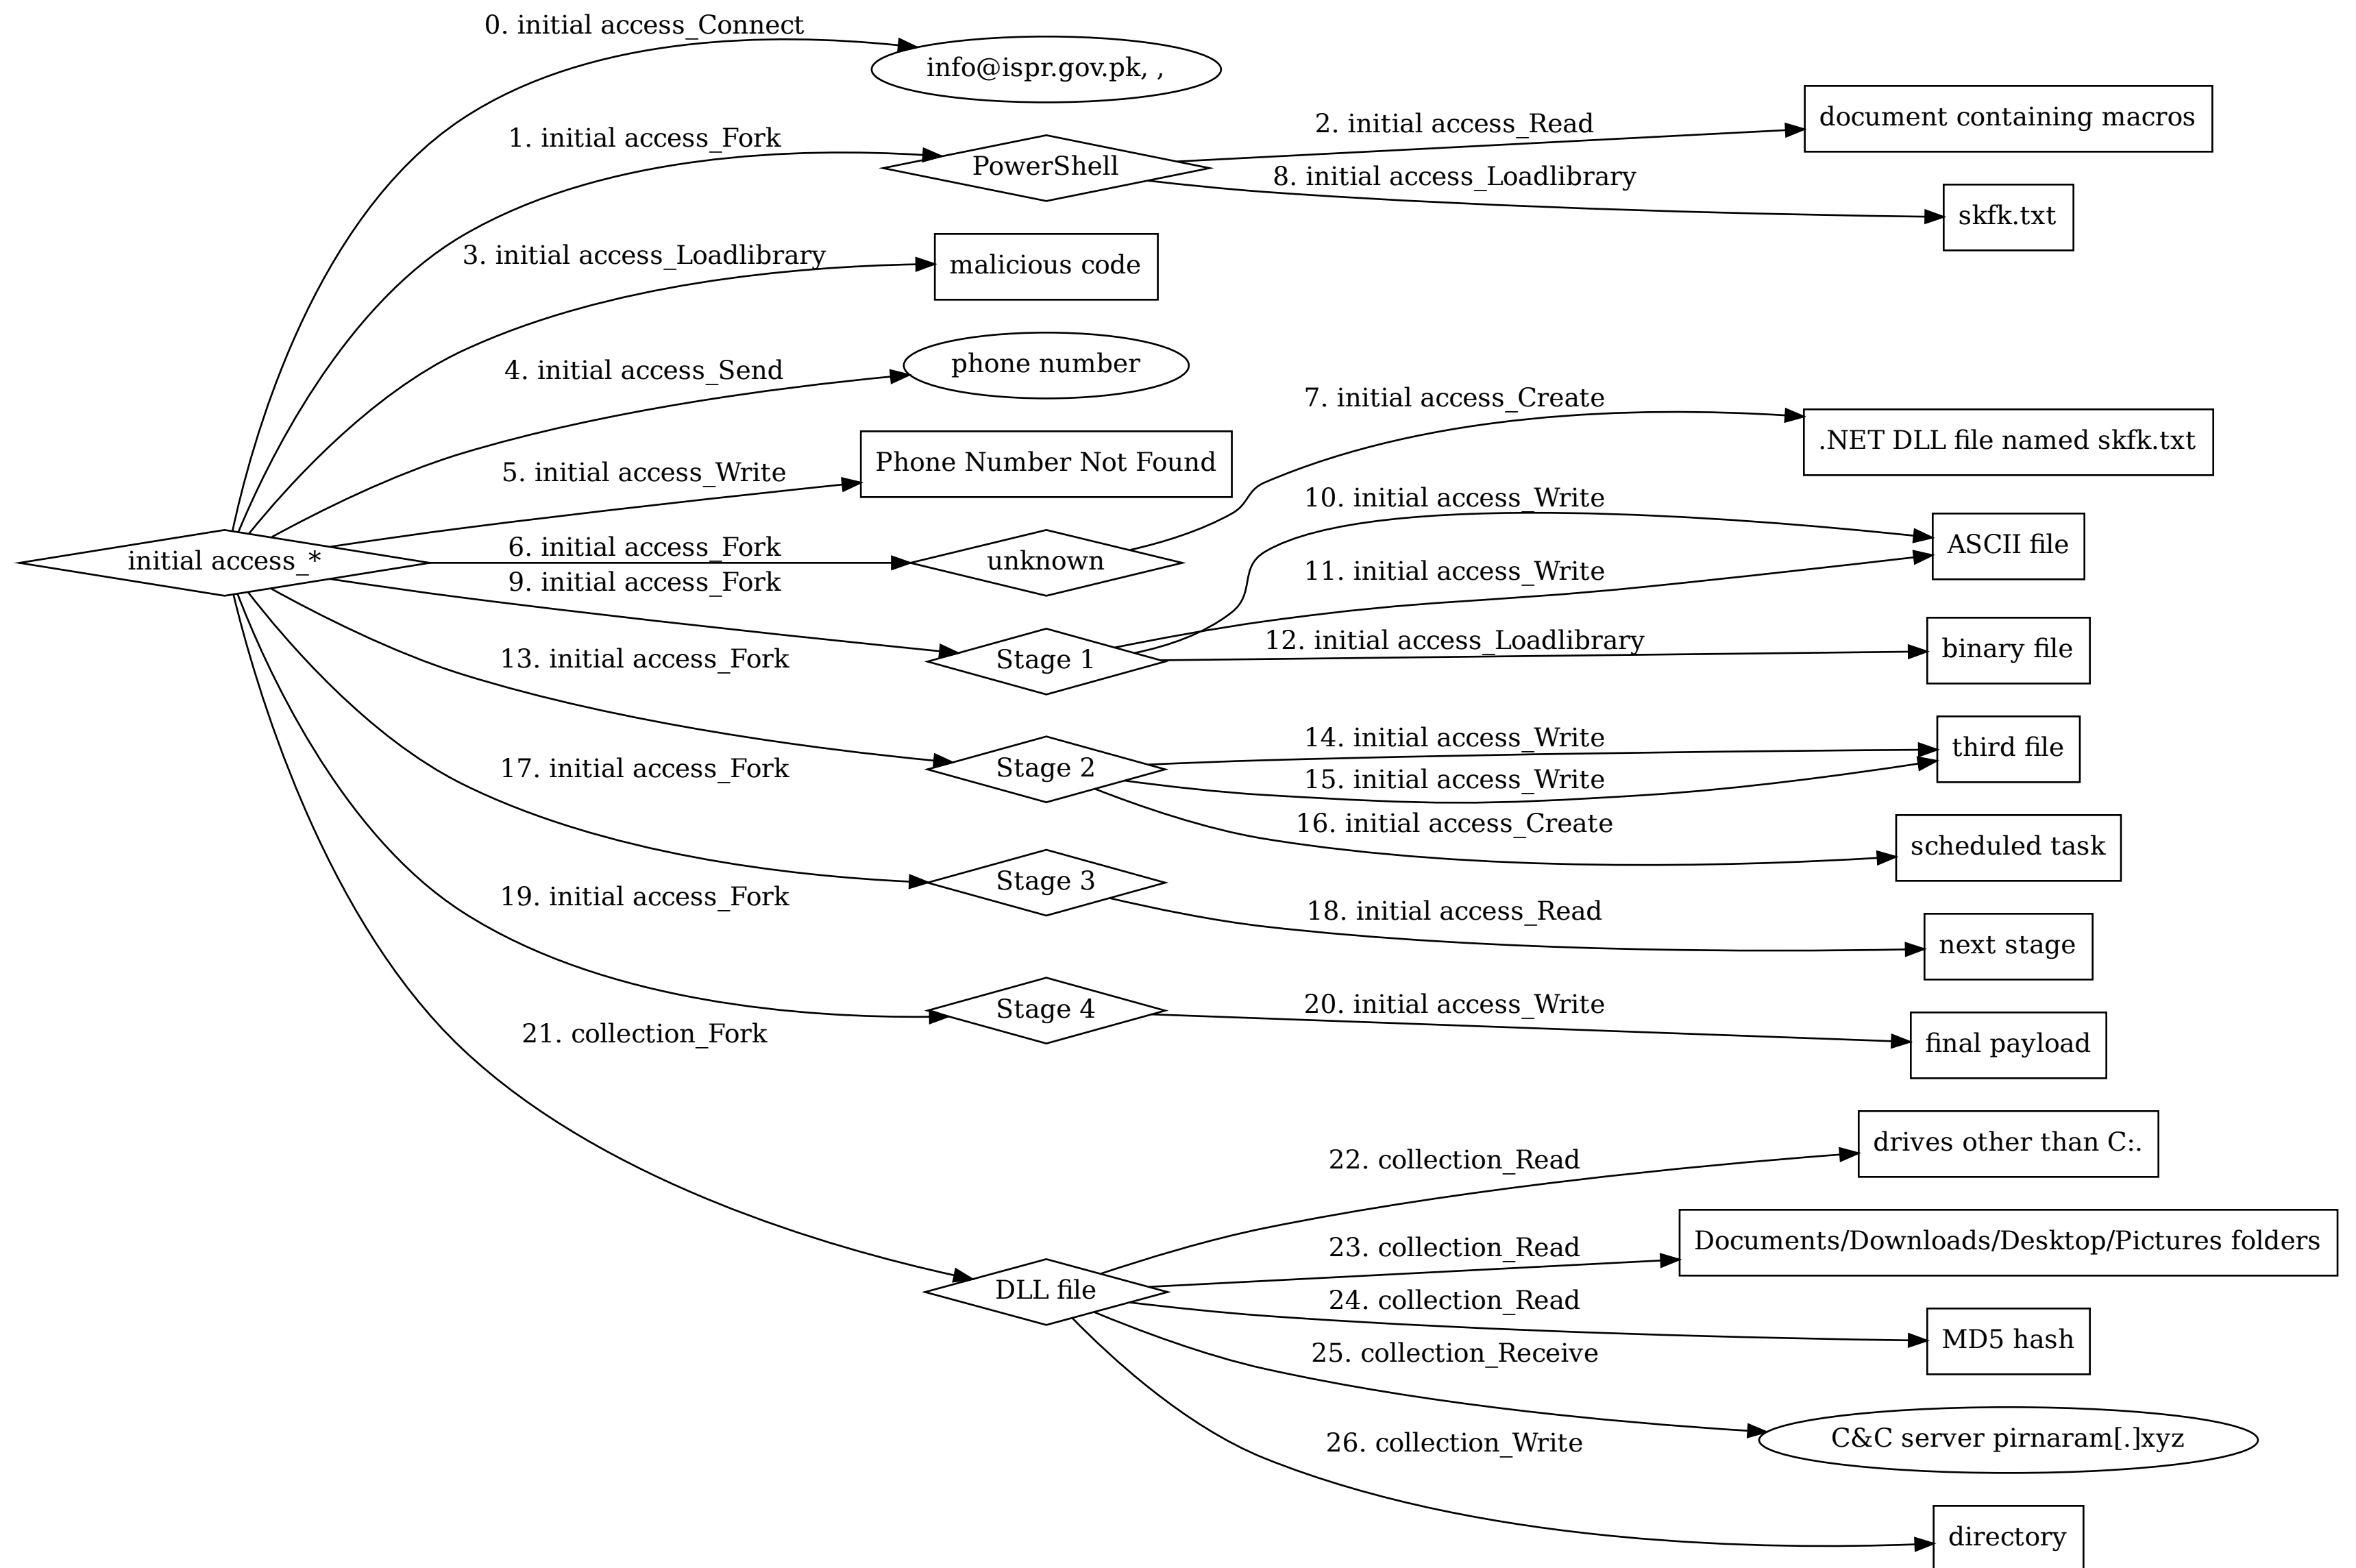 0. initial access_Connect
info@ispr.gov.pk, ,
1. initial access_Fork
PowerShell
2. initial access_Read
document containing macros
8. initial access_Loadlibrary
skfk.txt
3. initial access_Loadlibrary
malicious code
4. initial access_Send
phone number
5. initial access_Write
Phone Number Not Found
7. initial access_Create
.NET DLL file named skfk.txt
initial access_*
6. initial access_Fork
unknown
9. initial access_Fork
Stage 1
10. initial access_Write
ASCII file
11. initial access_Write
12. initial access_Loadlibrary
binary file
13. initial access_Fork
Stage 2
14. initial access_Write
third file
15. initial access_Write
16. initial access_Create
scheduled task
17. initial access_Fork
Stage 3
18. initial access_Read
next stage
19. initial access_Fork
Stage 4
20. initial access_Write
final payload
21. collection_Fork
DLL file
22. collection_Read
drives other than C:.
23. collection_Read
Documents/Downloads/Desktop/Pictures folders
24. collection_Read
MD5 hash
25. collection_Receive
C&C server pirnaram[.]xyz
26. collection_Write
directory